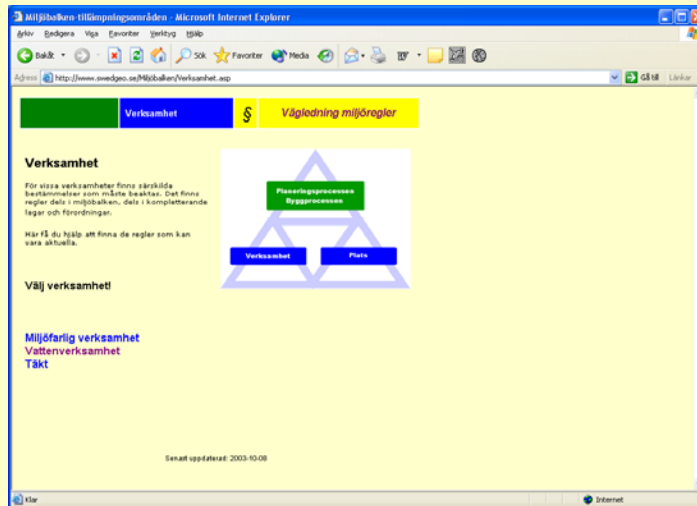 Miljöbalken-tillämpningsområden - Microsoft Internet Explorer
Arkiv Redigera Visa Favoriter Verktyg Hjälp
Bakåt Sök Favoriter Media
Adress http://www.swedgeo.se/Miljobalken/Verksamhet.asp Gå till Länkar
Verksamhet § Vägledning miljöregler
Verksamhet
För vissa verksamheter finns särskilda
bestämmelser som måste beaktas. Det finns
regler dels i miljöbalken, dels i kompletterande
lagar och förordningar.
Här få du hjälp att finna de regler som kan
vara aktuella.
Planeringsprocessen
Byggprocessen
Verksamhet Plats
Välj verksamhet!
Miljöfarlig verksamhet
Vattenverksamhet
Täkt
Senast uppdaterad: 2003-10-08
Klar Internet